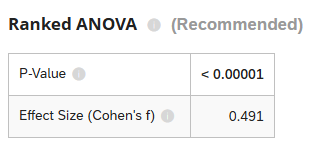 Ranked ANOVA (Recommended)
P-Value < 0.00001
Effect Size (Cohen's f) 0.491